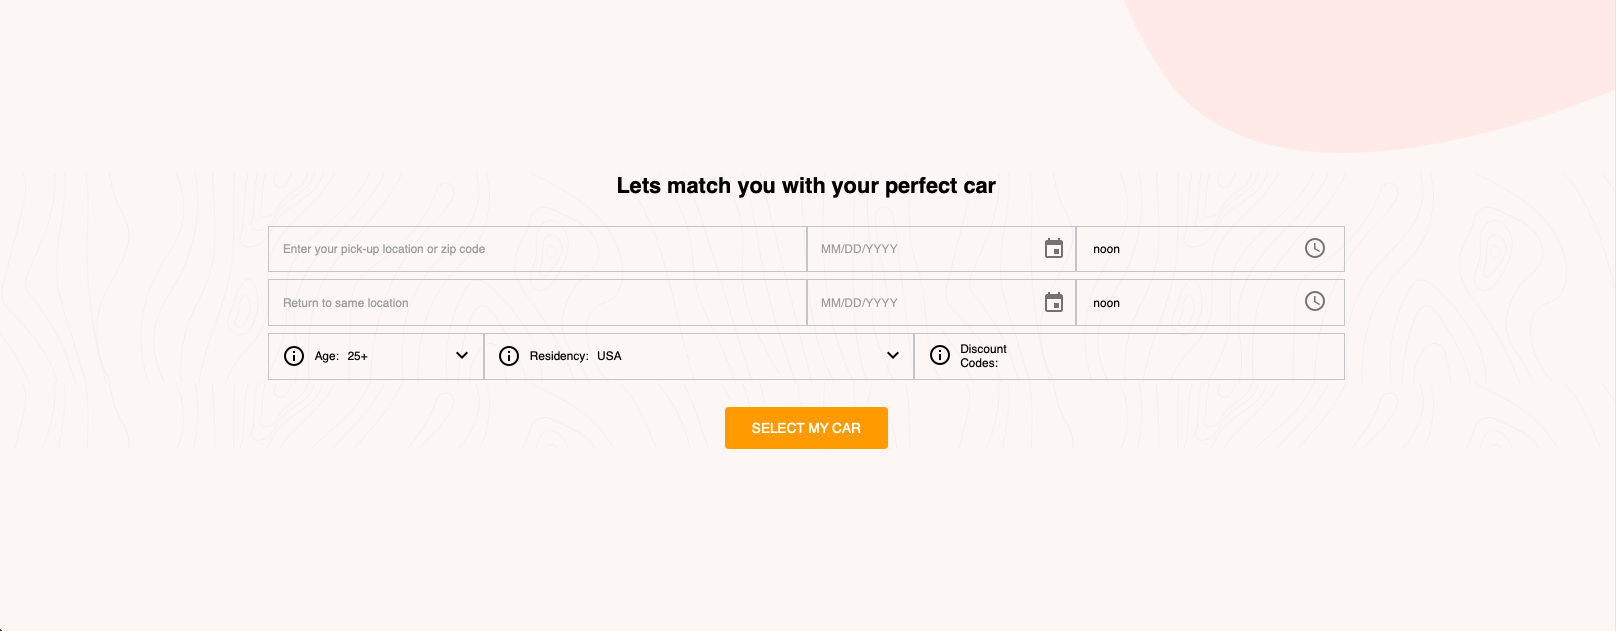 Lets match you with your perfect car
Enter your pick-up location or zip code MM/DD/YYYY noon
Return to same location MM/DD/YYYY noon
Age: 25+ Residency: USA Discount
Codes:
SELECT MY CAR